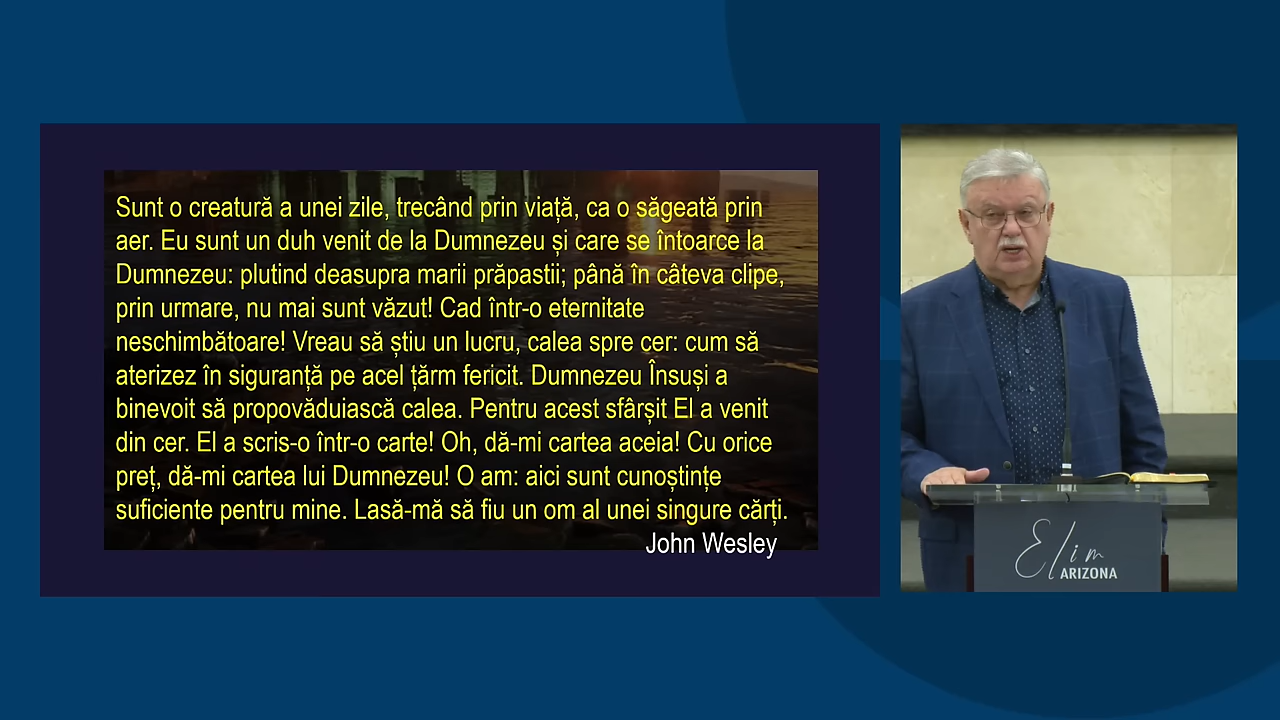 Sunt o creatură a unei zile, trecând prin viață, ca o săgeată prin
aer. Eu sunt un duh venit de la Dumnezeu și care se întoarce la
Dumnezeu: plutind deasupra marii prăpastii; până în câteva clipe,
prin urmare, nu mai sunt văzut! Cad într-o eternitate
neschimbătoare! Vreau să știu un lucru, calea spre cer: cum să
aterizez în siguranță pe acel țărm fericit. Dumnezeu Însuși a
binevoit să propovăduiască calea. Pentru acest sfârșit El a venit
din cer. El a scris-o într-o carte! Oh, dă-mi cartea aceia! Cu orice
preț, dă-mi cartea lui Dumnezeu! O am: aici sunt cunoștințe
suficiente pentru mine. Lasă-mă să fiu un om al unei singure cărți.
John Wesley
Elim
ARIZONA